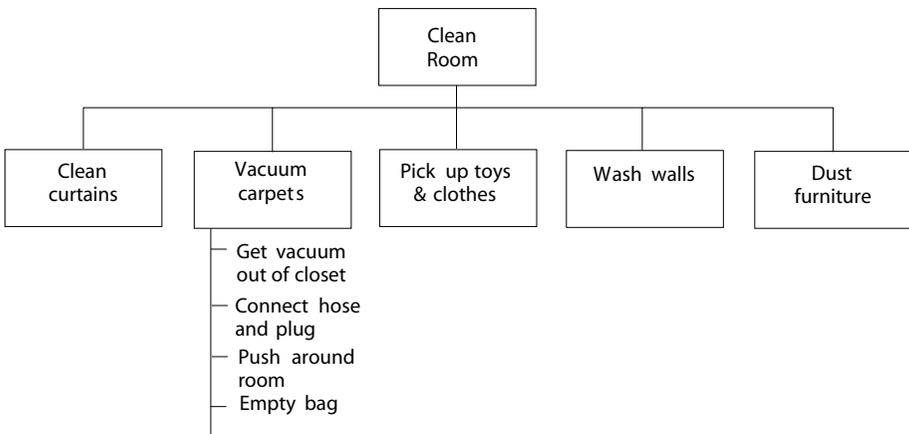 Clean
Room
Clean
curtains
Vacuum
carpets
Pick up toys
& clothes
Wash walls
Dust
furniture
Get vacuum
out of closet
Connect hose
and plug
Push around
room
Empty bag